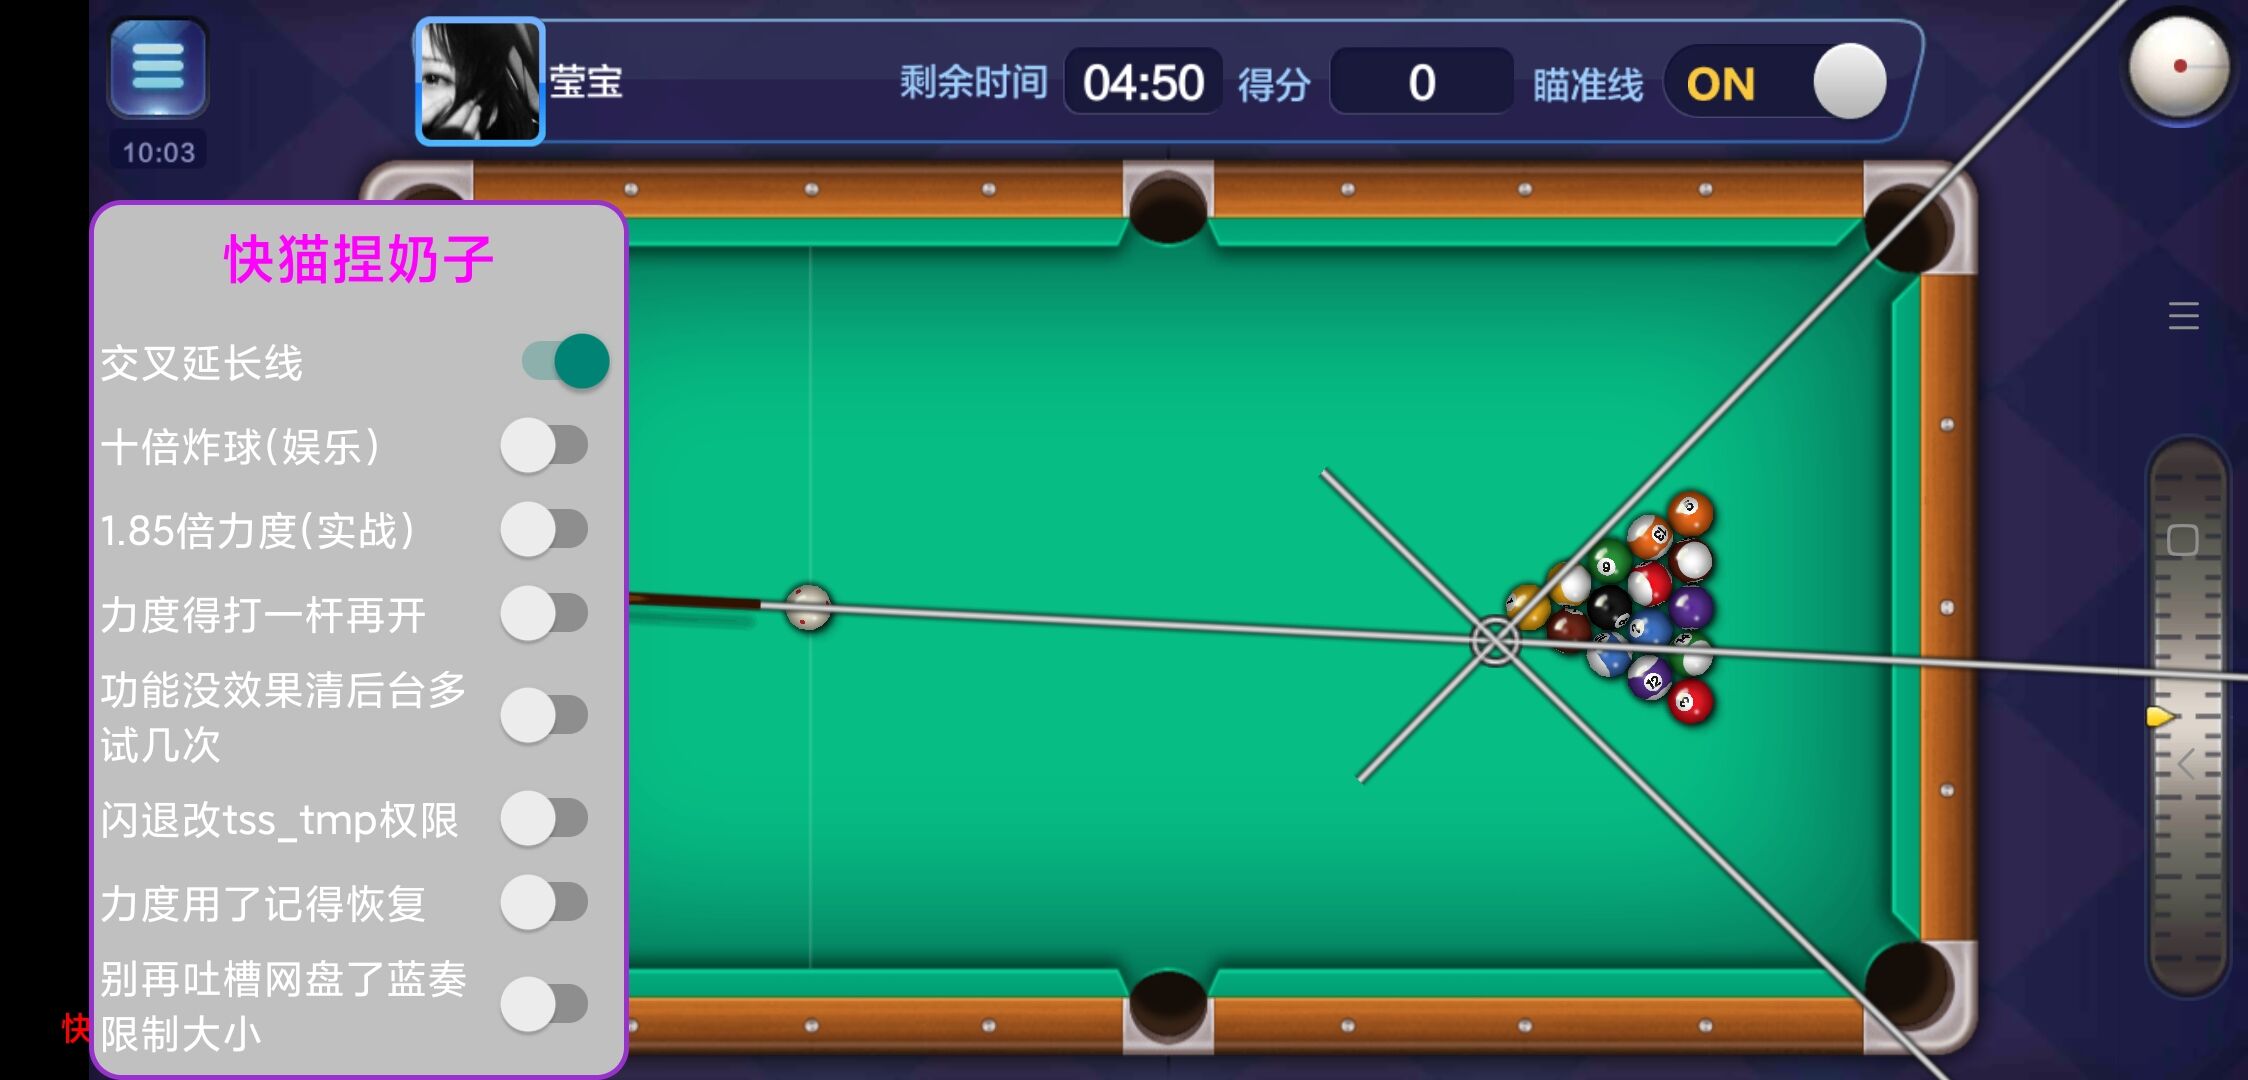 莹宝
剩余时间 04:50 得分 0 瞄准线 ON
10:03
快猫捏奶子
交叉延长线
十倍炸球(娱乐)
1.85倍力度(实战)
力度得打一杆再开
功能没效果清后台多
试几次
闪退改tss_tmp权限
力度用了记得恢复
别再吐槽网盘了蓝奏
限制大小
快
12